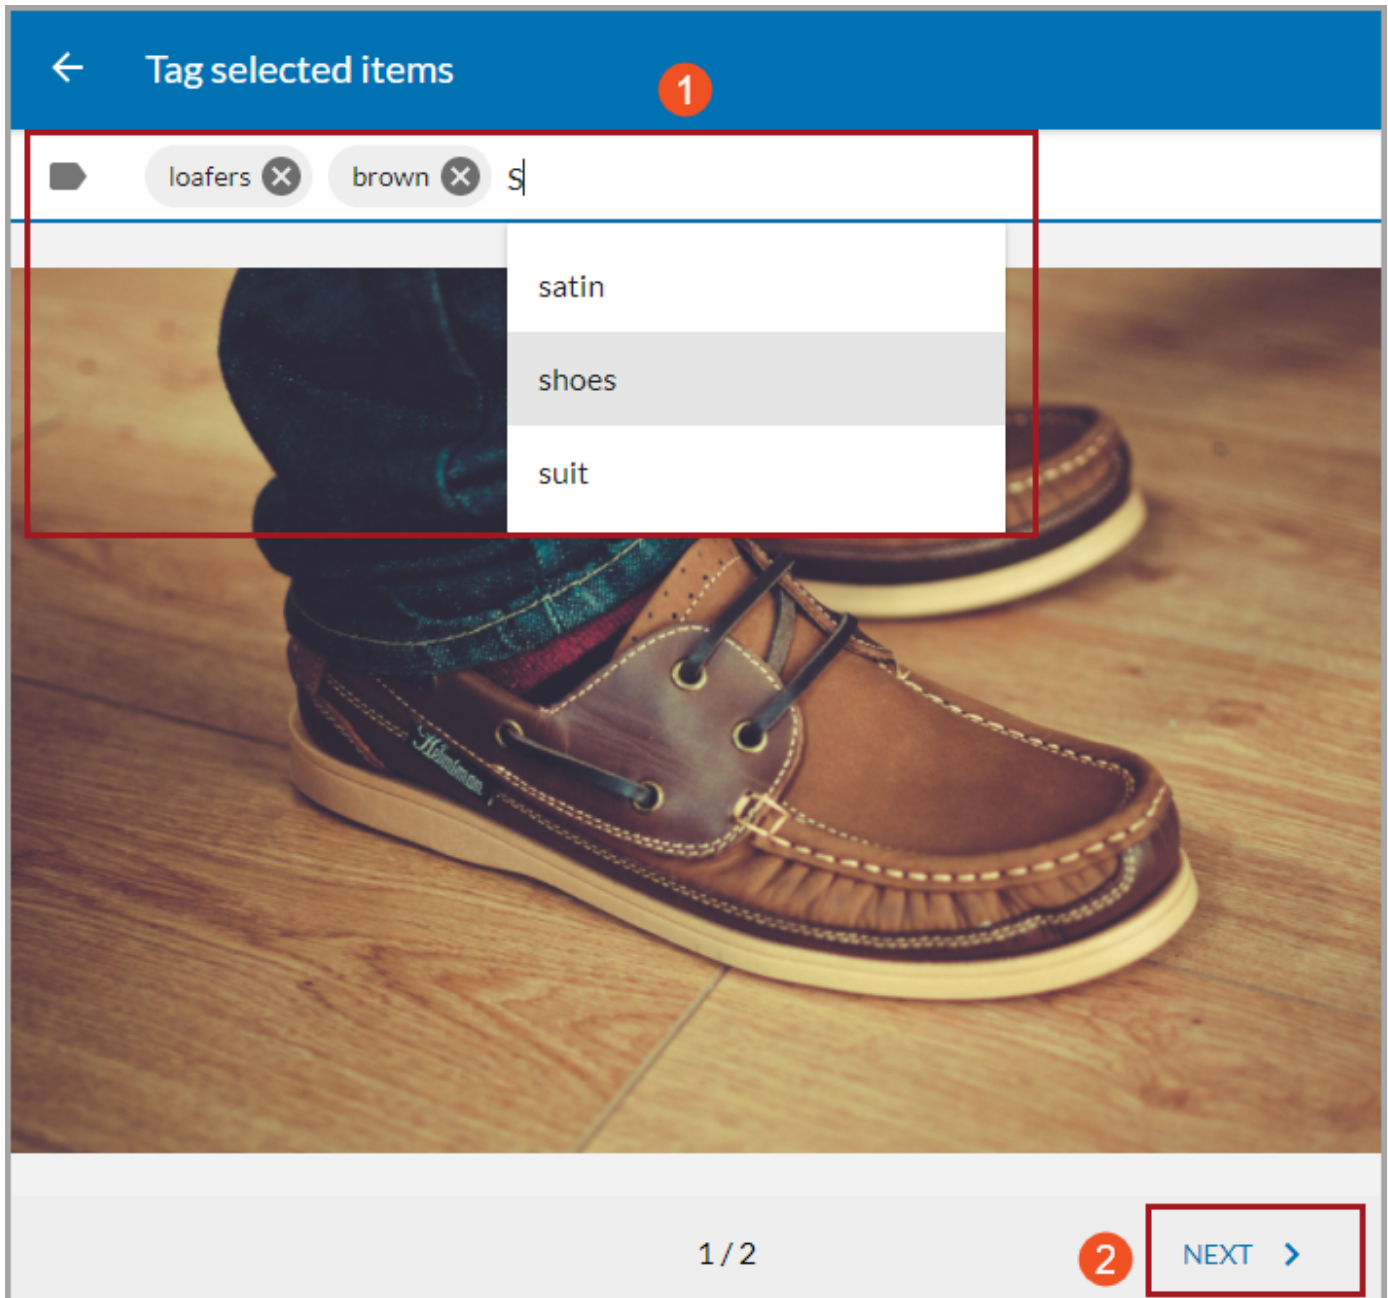 Tag selected items
1
loafers brown S
satin
shoes
suit
1 / 2
2
NEXT